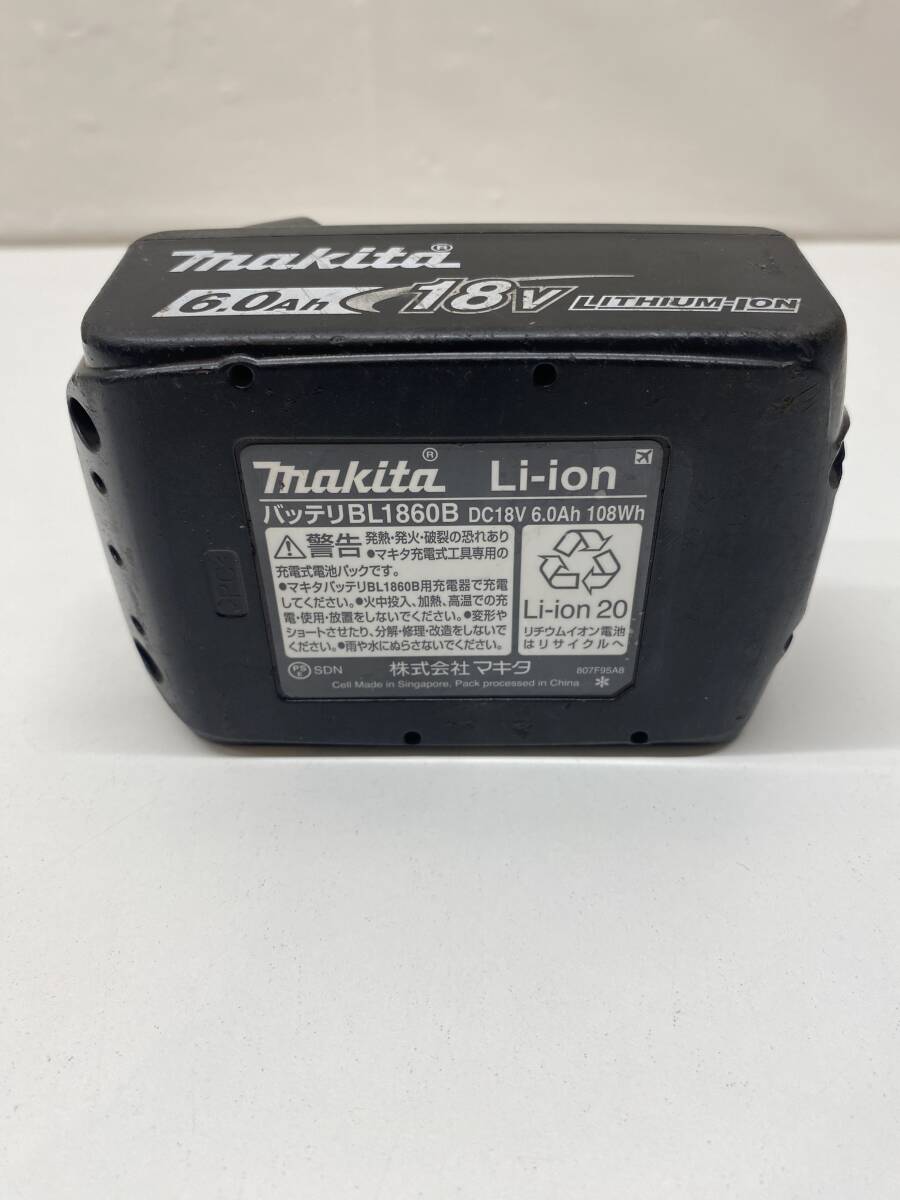 makita®
6.0Ah 18V LITHIUM-ION
makita® Li-ion
バッテリBL1860B DC18V 6.0Ah 108Wh
警告 発熱・発火・破裂の恐れあり
●マキタ充電式工具専用の
充電式電池パックです。
●マキタバッテリBL1860B用充電器で充電
してください。●火中投入、加熱、高温での充
電・使用・放置をしないでください。●変形や
ショートさせたり、分解・修理・改造をしないで
ください。●雨や水にぬらさないでください。
Li-ion 20
リチウムイオン電池
はリサイクルへ
PS E SDN 株式会社マキタ 807F95A8 *
Cell Made in Singapore, Pack processed in China